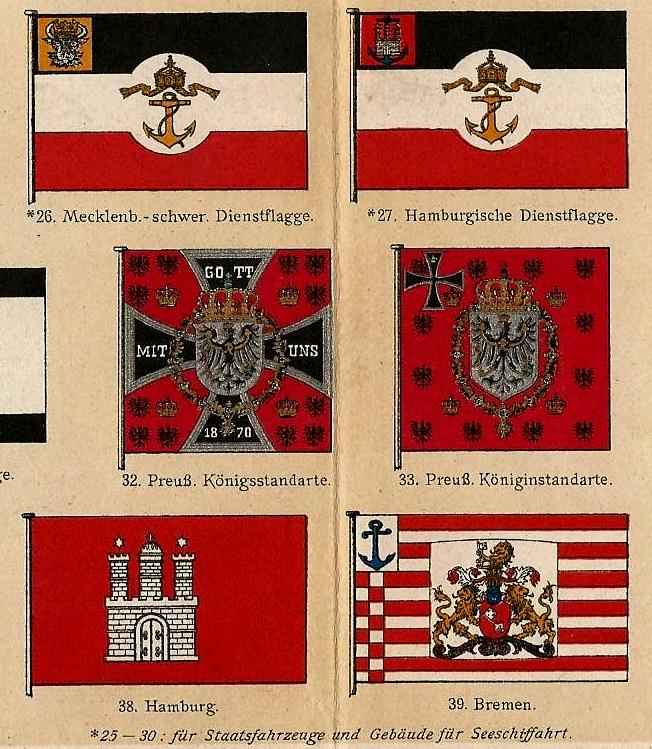 *26. Mecklenb.-schwer. Dienstflagge.
*27. Hamburgische Dienstflagge.
GOTT
MIT UNS
1870
ge.
32. Preuß. Königsstandarte.
33. Preuß. Königinstandarte.
38. Hamburg.
39. Bremen.
*25 — 30: für Staatsfahrzeuge und Gebäude für Seeschiffahrt.